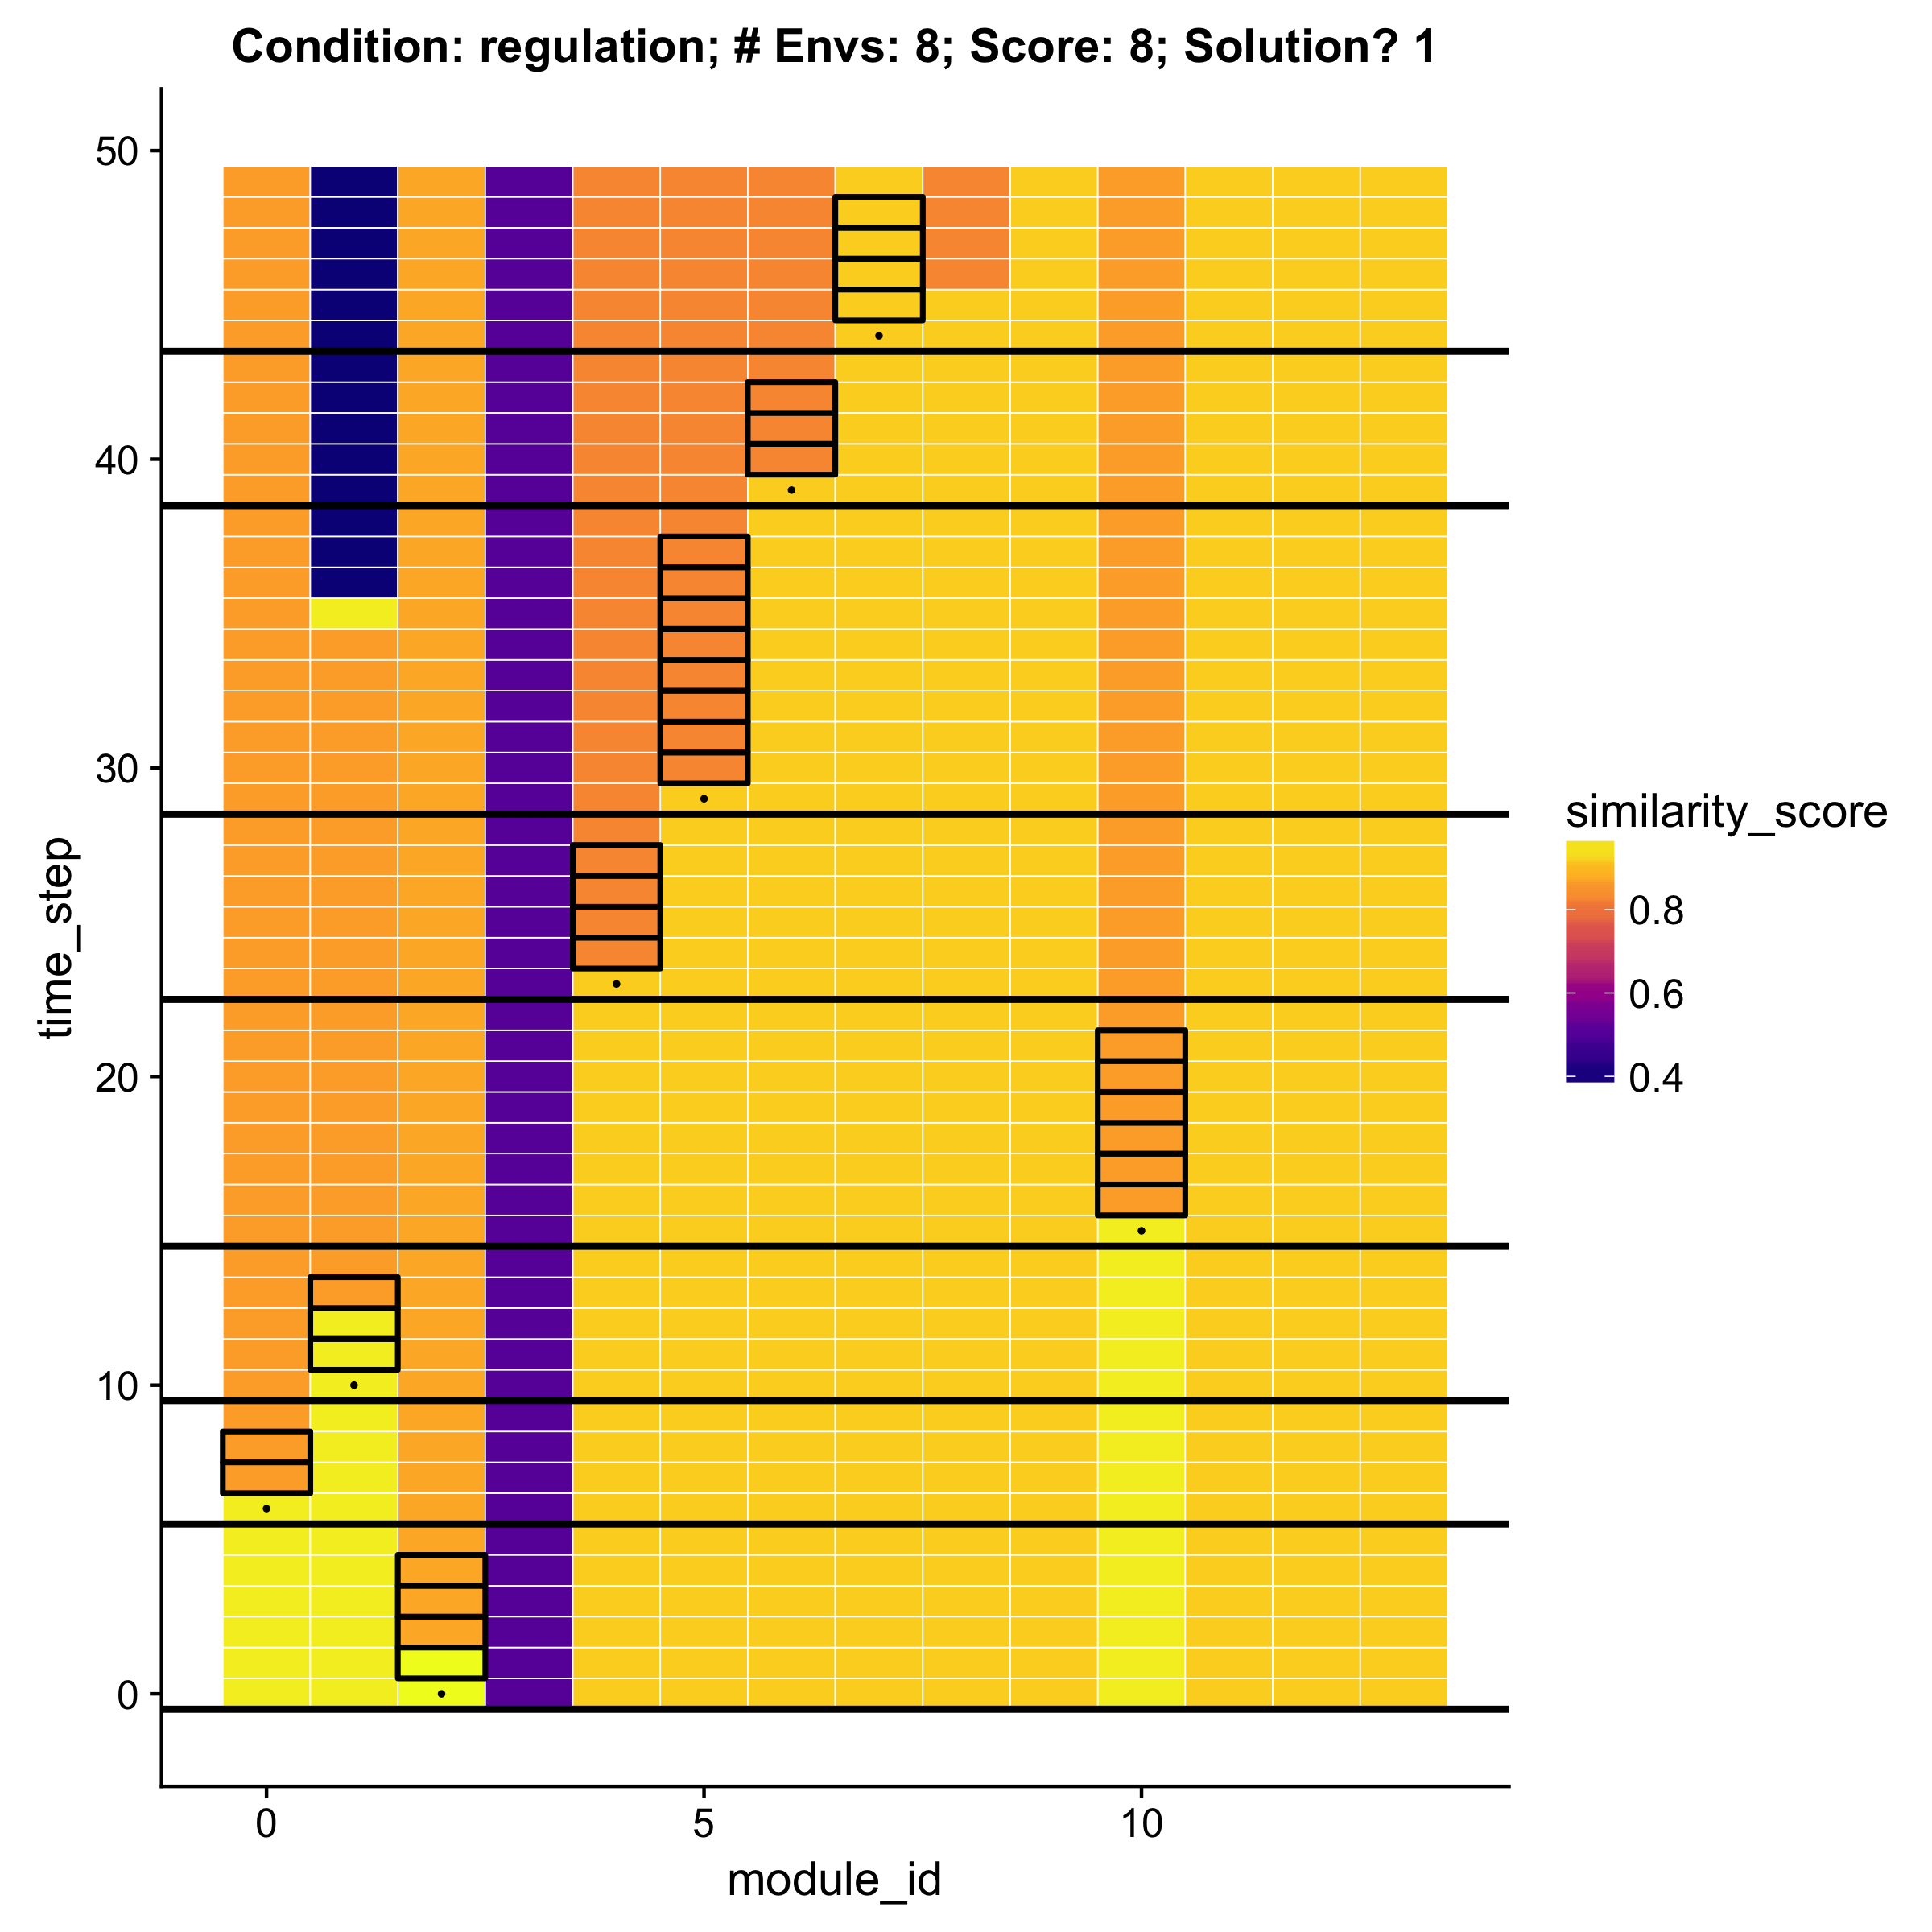 Condition: regulation; # Envs: 8; Score: 8; Solution? 1
50
40
30
20
10
0
time_step
0 5 10
module_id
similarity_score
0.8
0.6
0.4